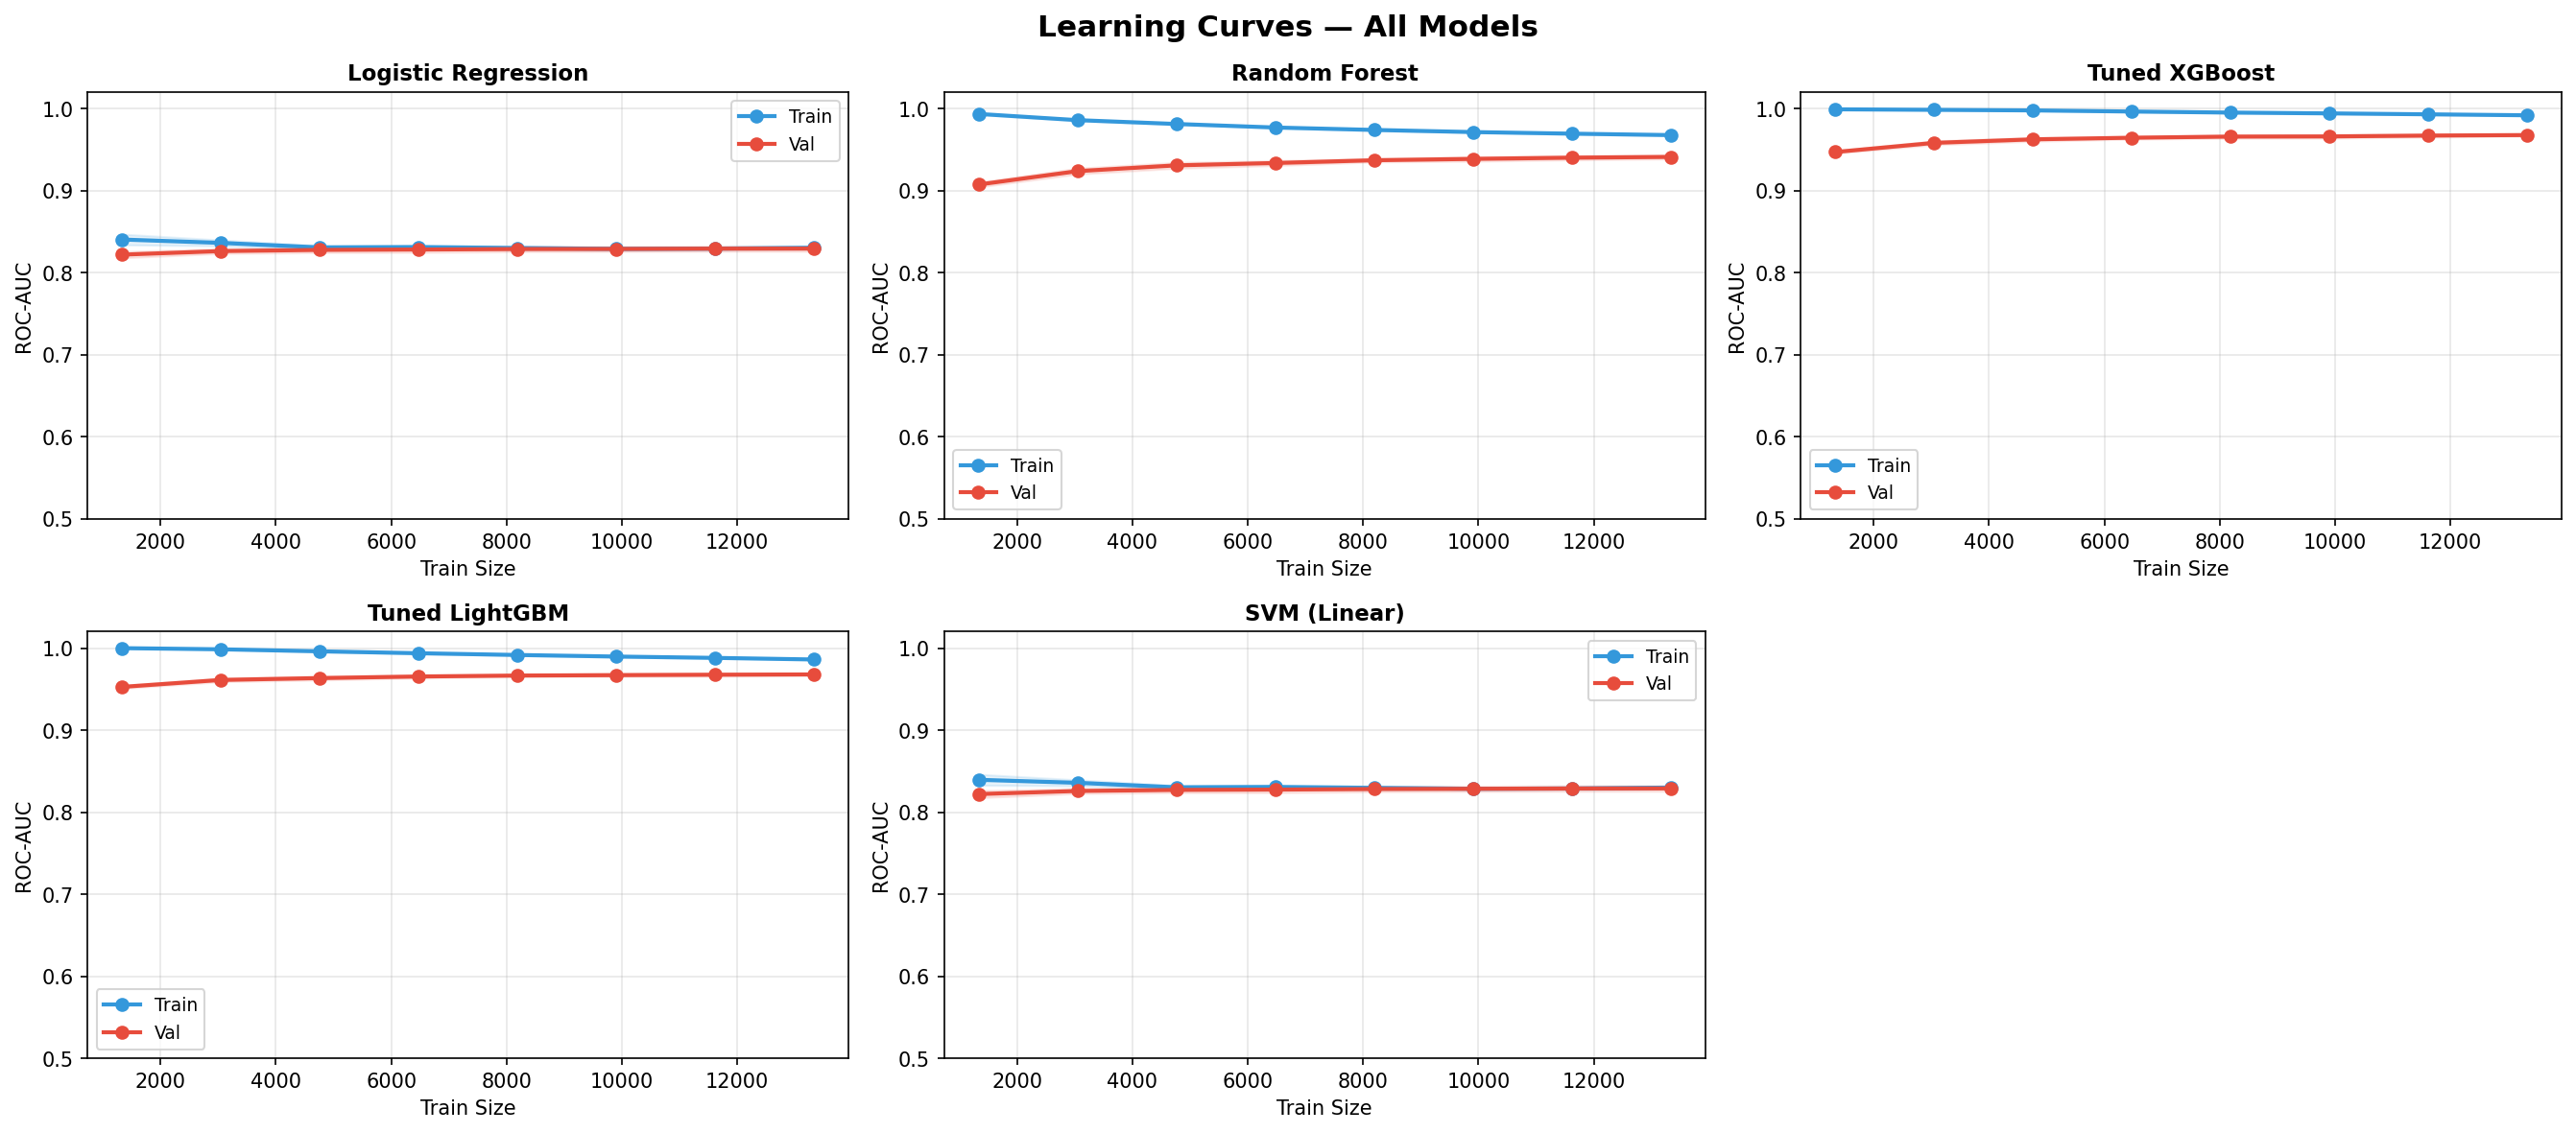 Learning Curves — All Models
Logistic Regression
1.0
0.9
0.8
0.7
0.6
0.5
ROC-AUC
Train
Val
2000 4000 6000 8000 10000 12000
Train Size
Random Forest
1.0
0.9
0.8
0.7
0.6
0.5
ROC-AUC
Train
Val
2000 4000 6000 8000 10000 12000
Train Size
Tuned XGBoost
1.0
0.9
0.8
0.7
0.6
0.5
ROC-AUC
Train
Val
2000 4000 6000 8000 10000 12000
Train Size
Tuned LightGBM
1.0
0.9
0.8
0.7
0.6
0.5
ROC-AUC
Train
Val
2000 4000 6000 8000 10000 12000
Train Size
SVM (Linear)
1.0
0.9
0.8
0.7
0.6
0.5
ROC-AUC
Train
Val
2000 4000 6000 8000 10000 12000
Train Size